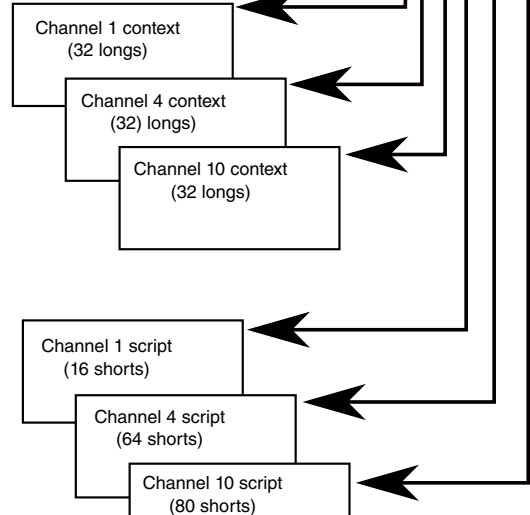 Channel 1 context
(32 longs)
Channel 4 context
(32) longs)
Channel 10 context
(32 longs)
Channel 1 script
(16 shorts)
Channel 4 script
(64 shorts)
Channel 10 script
(80 shorts)